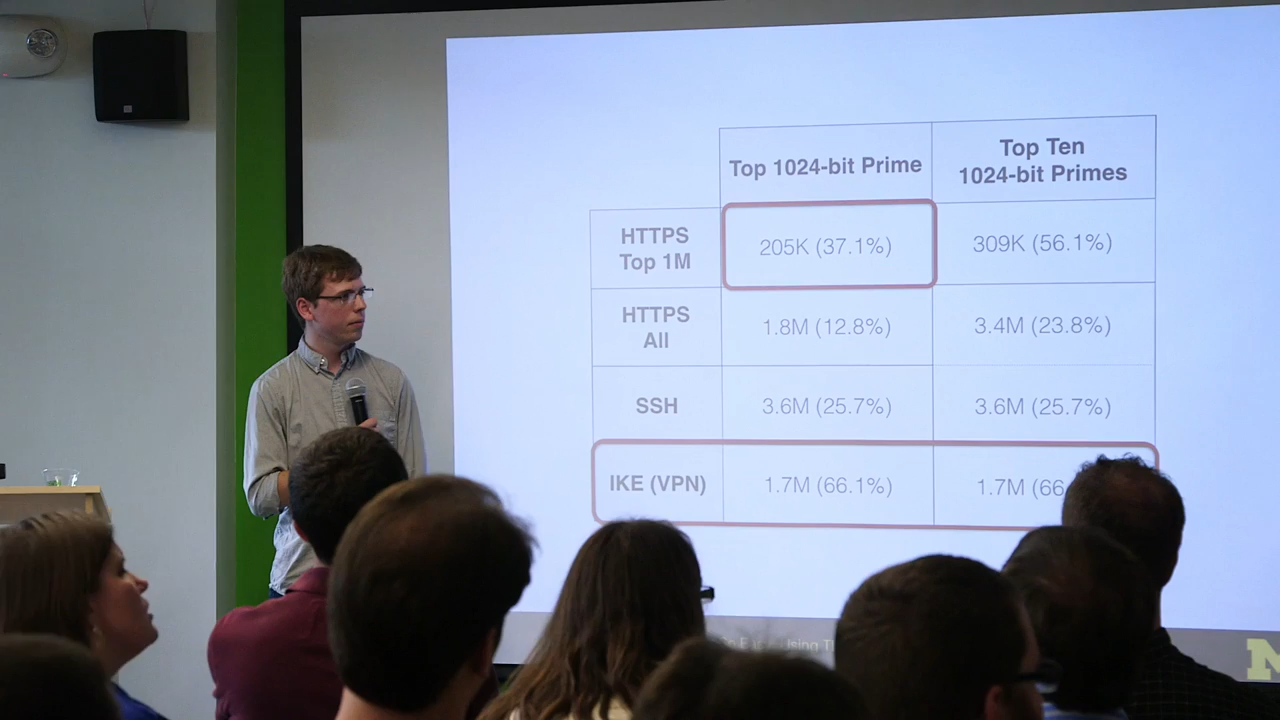 Top 1024-bit Prime
Top Ten
1024-bit Primes
HTTPS
Top 1M
205K (37.1%)
309K (56.1%)
HTTPS
All
1.8M (12.8%)
3.4M (23.8%)
SSH
3.6M (25.7%)
3.6M (25.7%)
IKE (VPN)
1.7M (66.1%)
1.7M (66
M